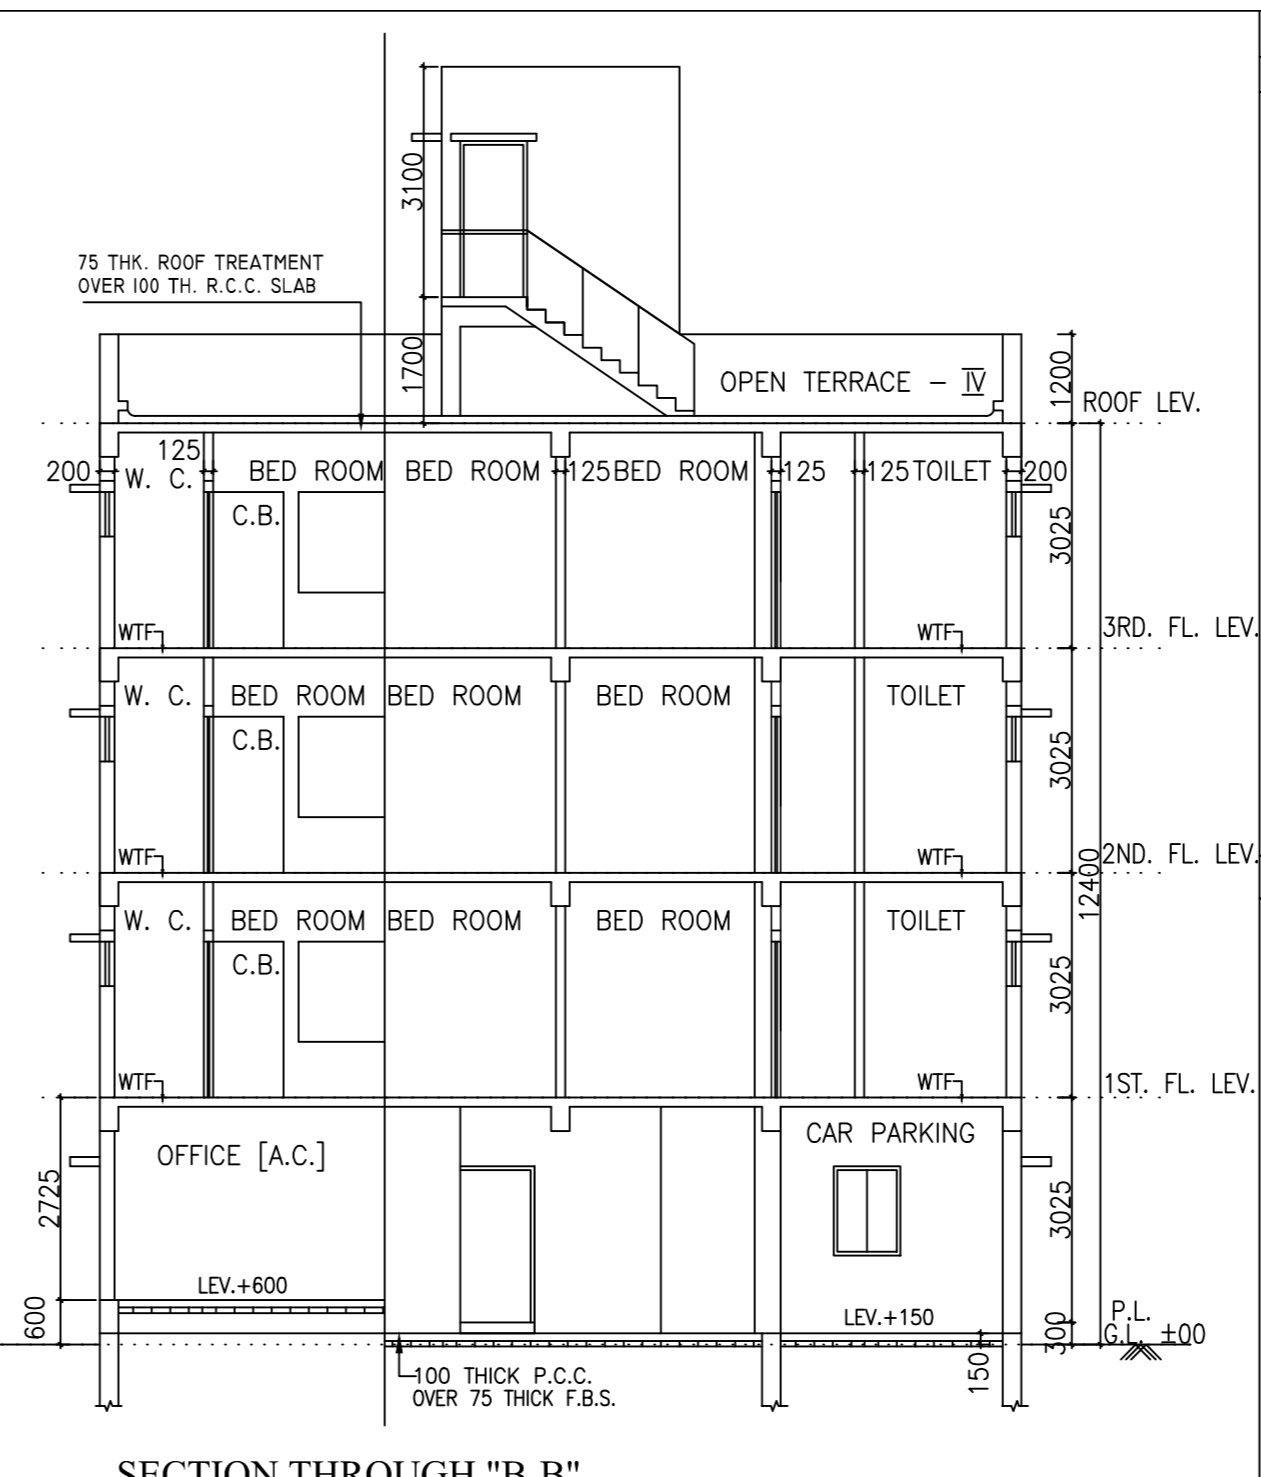 3100
75 THK. ROOF TREATMENT
OVER 100 TH. R.C.C. SLAB
1700
OPEN TERRACE - IV
1200
ROOF LEV.
200
W. C.
125
BED ROOM
BED ROOM
125
BED ROOM
125
125
TOILET
200
C.B.
3025
WTF
WTF
3RD. FL. LEV.
W. C.
BED ROOM
BED ROOM
BED ROOM
TOILET
C.B.
3025
WTF
WTF
2ND. FL. LEV.
12400
W. C.
BED ROOM
BED ROOM
BED ROOM
TOILET
C.B.
3025
WTF
WTF
1ST. FL. LEV.
OFFICE [A.C.]
CAR PARKING
2725
3025
LEV.+600
600
LEV.+150
300
P.L.
G.L. ±00
150
100 THICK P.C.C.
OVER 75 THICK F.B.S.
SECTION THROUGH "B-B"